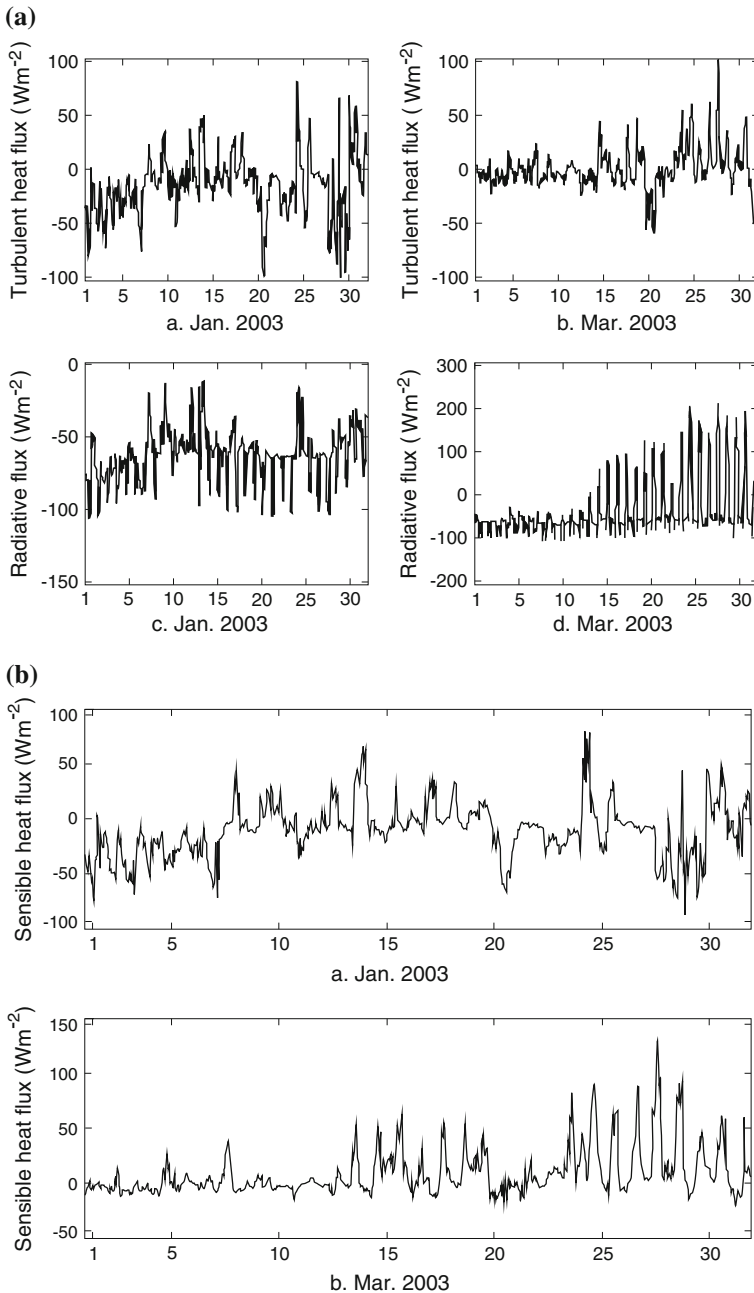 (a)
Turbulent heat flux ( Wm⁻²)
100
50
0
-50
-100
1 5 10 15 20 25 30
a. Jan. 2003
Turbulent heat flux ( Wm⁻²)
100
50
0
-50
-100
1 5 10 15 20 25 30
b. Mar. 2003
Radiative flux (Wm⁻²)
-0
-50
-100
-150
1 5 10 15 20 25 30
c. Jan. 2003
Radiative flux ( Wm⁻²)
300
200
100
0
-100
-200
1 5 10 15 20 25 30
d. Mar. 2003
(b)
Sensible heat flux (Wm⁻²)
100
50
0
-50
-100
1 5 10 15 20 25 30
a. Jan. 2003
Sensible heat flux (Wm⁻²)
150
100
50
0
-50
1 5 10 15 20 25 30
b. Mar. 2003